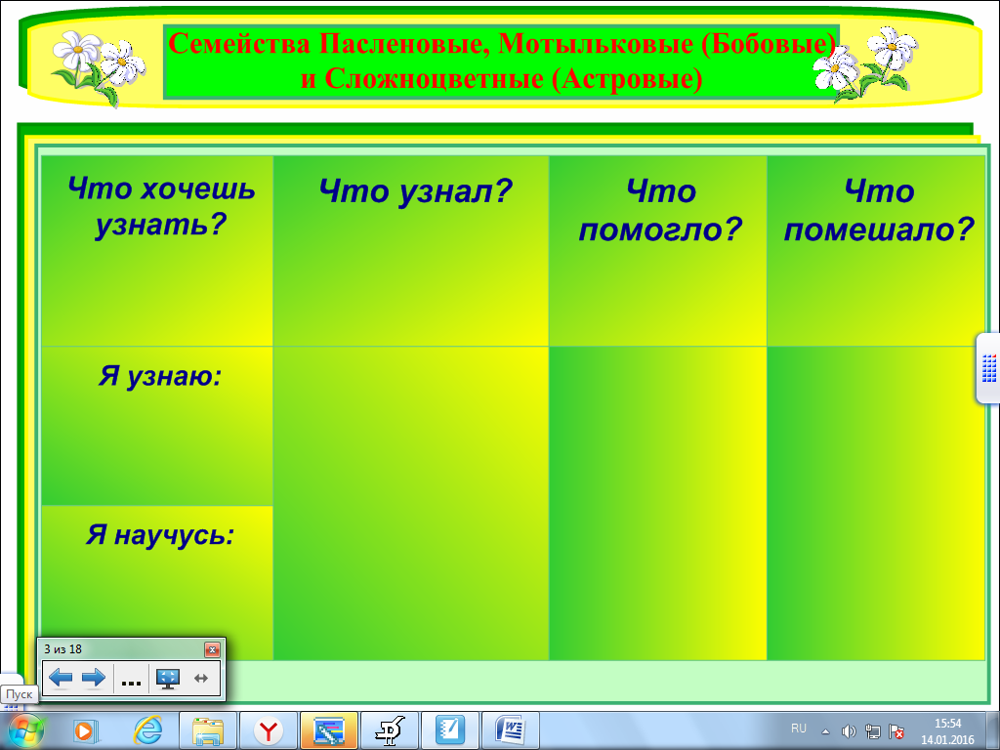 Семейства Пасленовые, Мотыльковые (Бобовые)
и Сложноцветные (Астровые)
Что хочешь
узнать?
Что узнал?
Что
помогло?
Что
помешало?
Я узнаю:
Я научусь:
3 из 18
...
Пуск
RU
15:54
14.01.2016